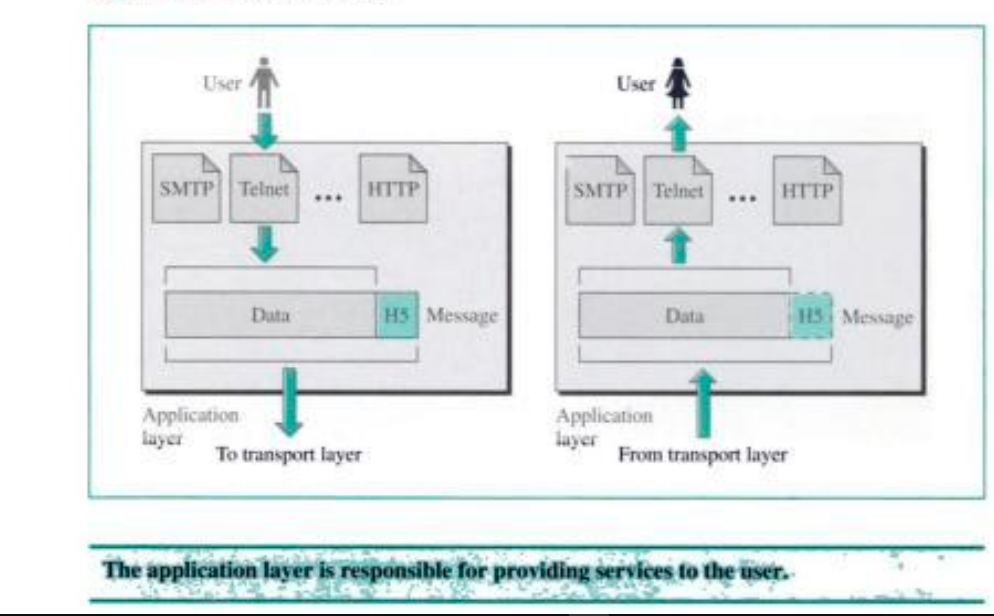 User
User
SMTP
Telnet
...
HTTP
SMTP
Telnet
...
HTTP
Data
H5
Message
Data
H5
Message
Application
layer
To transport layer
Application
layer
From transport layer
The application layer is responsible for providing services to the user.